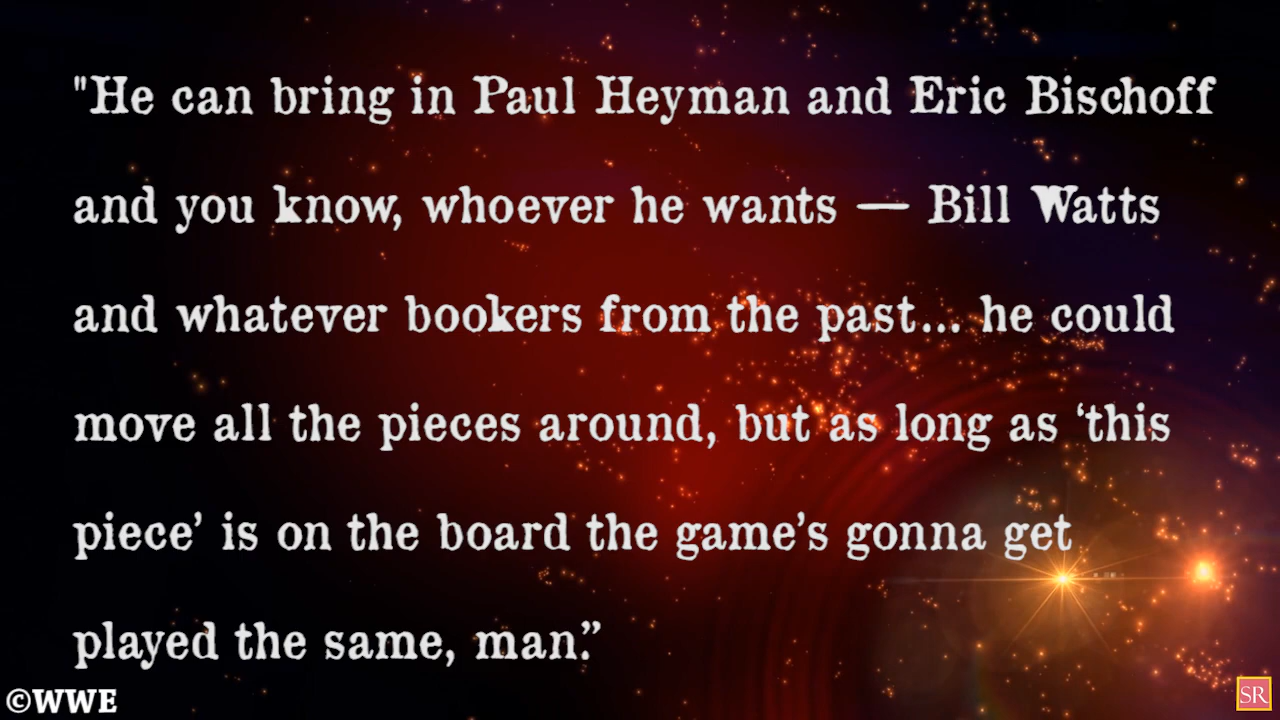 "He can bring in Paul Heyman and Eric Bischoff
and you know, whoever he wants — Bill Watts
and whatever bookers from the past... he could
move all the pieces around, but as long as ‘this
piece’ is on the board the game’s gonna get
played the same, man.”
©WWE
SR